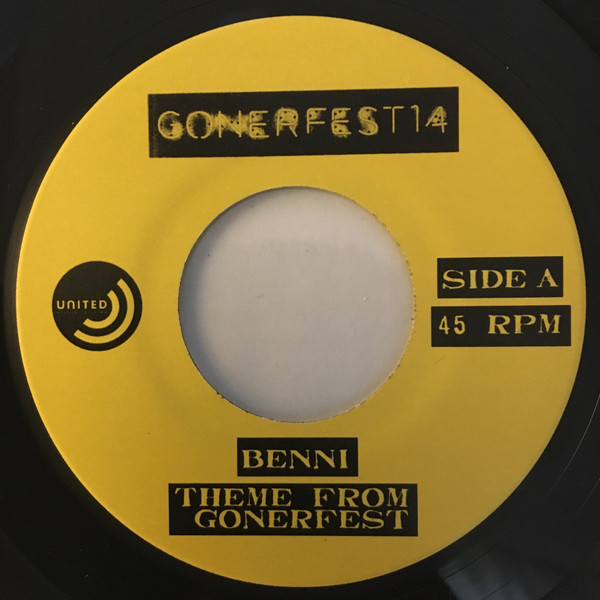 GONERFEST14
UNITED
SIDE A
45 RPM
BENNI
THEME FROM
GONERFEST